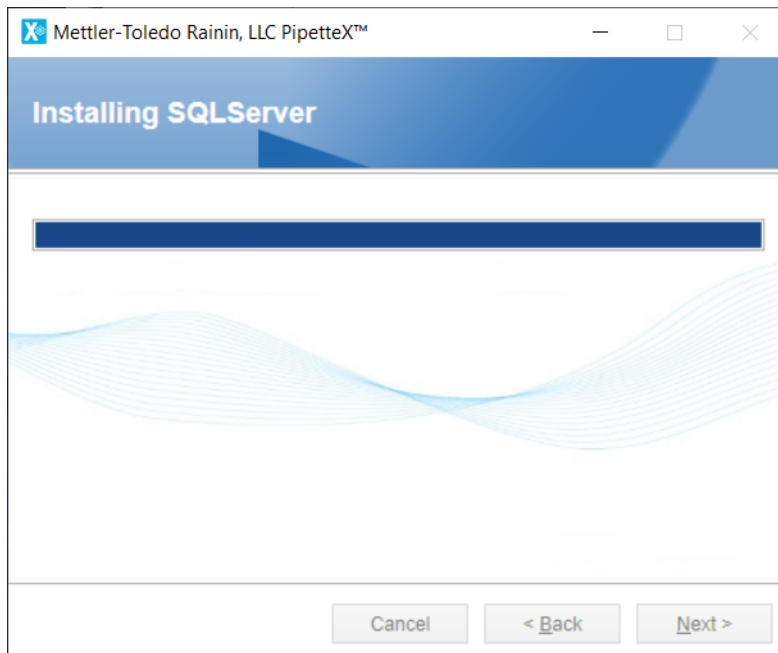 X Mettler-Toledo Rainin, LLC PipetteX™
Installing SQLServer
Cancel
< Back
Next >